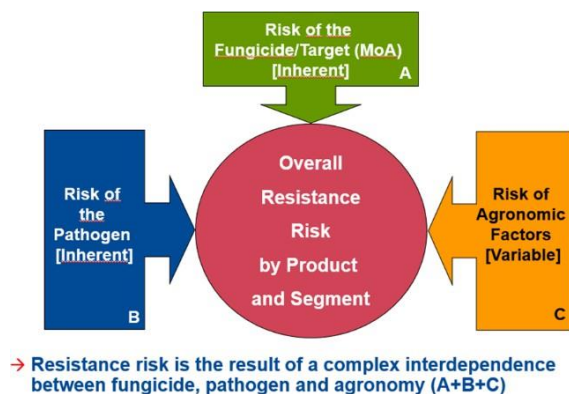 Risk of the
Fungicide/Target (MoA)
[Inherent]
A
Risk of
the
Pathogen
[Inherent]
B
Overall
Resistance
Risk
by Product
and Segment
Risk of
Agronomic
Factors
[Variable]
C
→ Resistance risk is the result of a complex interdependence
between fungicide, pathogen and agronomy (A+B+C)